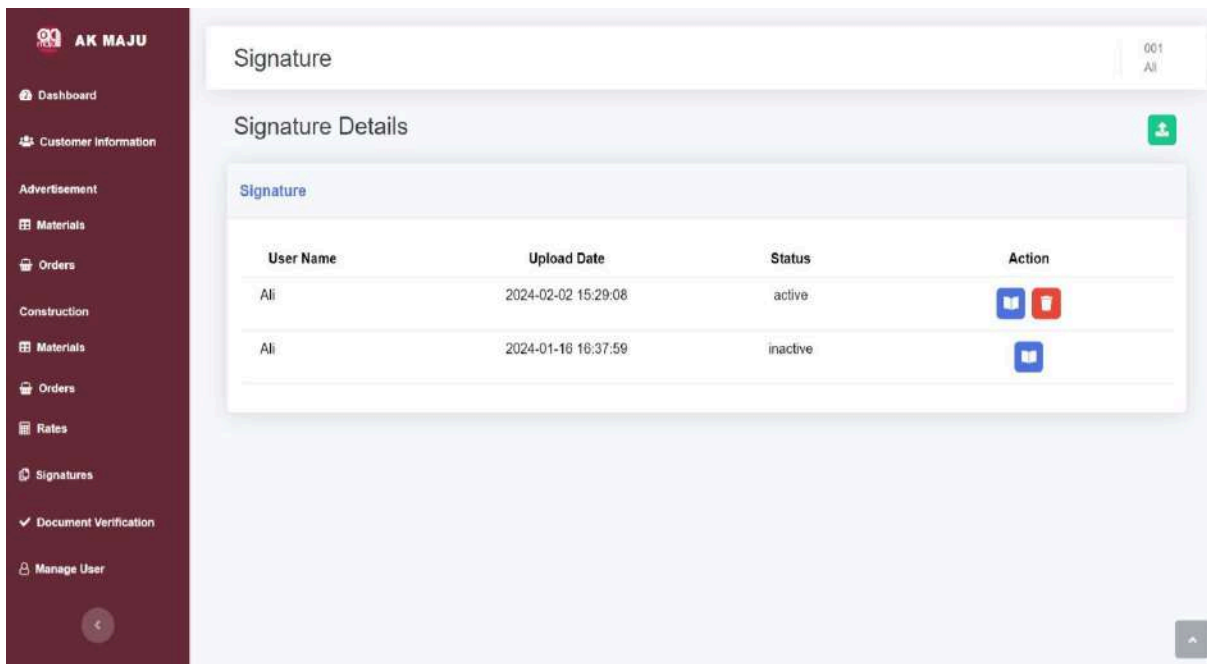 AK MAJU
Dashboard
Customer Information
Advertisement
Materials
Orders
Construction
Materials
Orders
Rates
Signatures
Document Verification
Manage User
Signature
001
Ali
Signature Details
Signature
User Name Upload Date Status Action
Ali 2024-02-02 15:29:08 active
Ali 2024-01-16 16:37:59 inactive